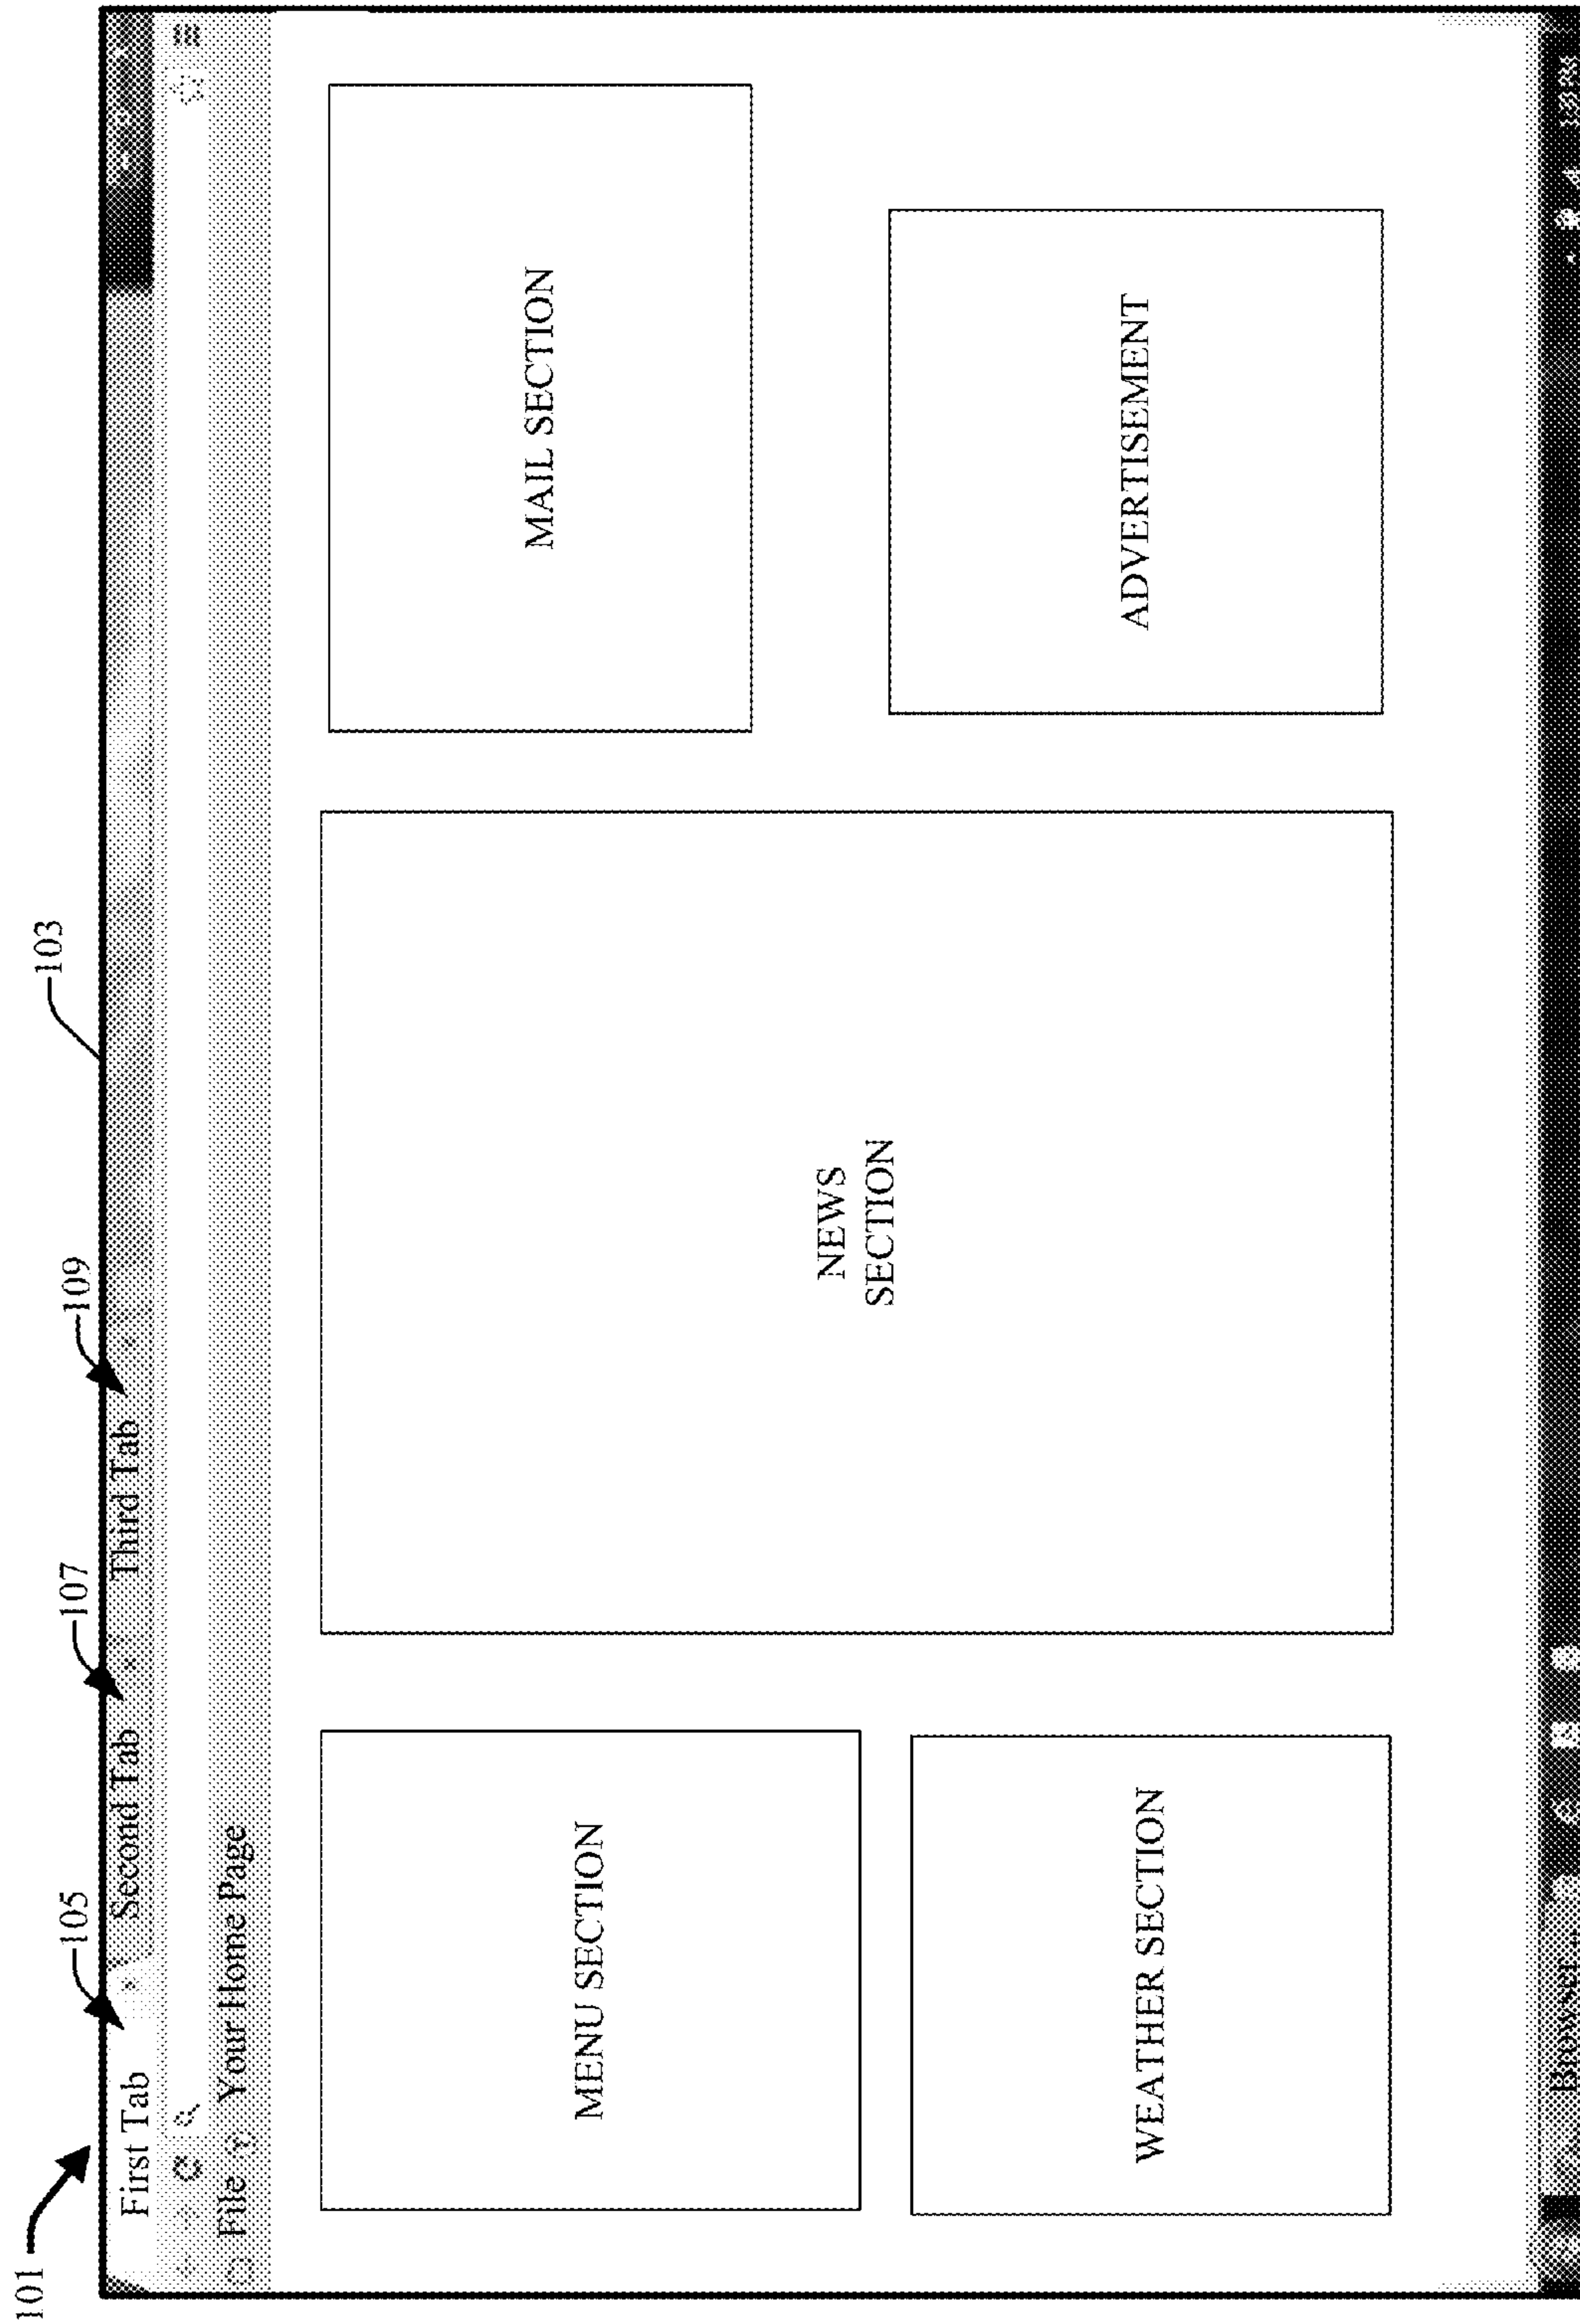 101
103
105
107
109
First Tab
Second Tab
Third Tab
File
Your Home Page
MENU SECTION
NEWS
SECTION
MAIL SECTION
WEATHER SECTION
ADVERTISEMENT
Browser